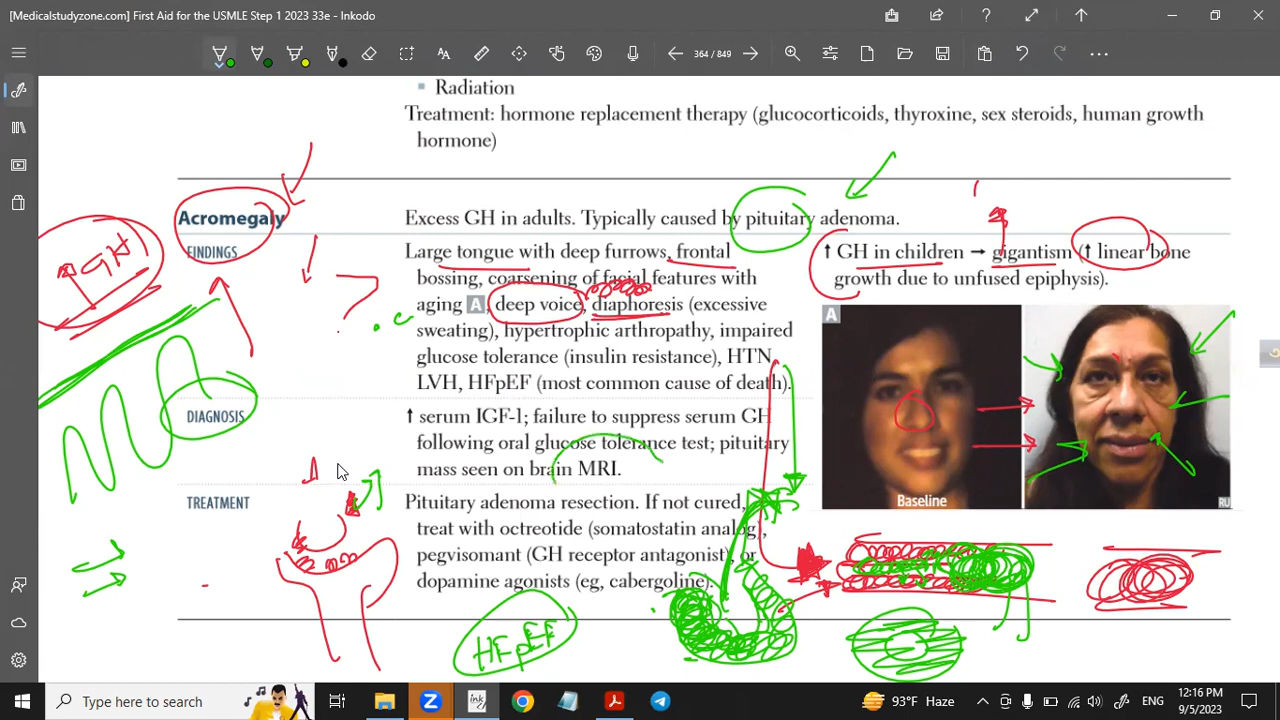 [MedicalstudyZone.com] First Aid for the USMLE Step 1 2023 33e - Inkodo
364 / 849
Radiation
Treatment: hormone replacement therapy (glucocorticoids, thyroxine, sex steroids, human growth
hormone)
Acromegaly
Excess GH in adults. Typically caused by pituitary adenoma.
FINDINGS
Large tongue with deep furrows, frontal
bossing, coarsening of facial features with
aging A, deep voice, diaphoresis (excessive
sweating), hypertrophic arthropathy, impaired
glucose tolerance (insulin resistance), HTN,
LVH, HFpEF (most common cause of death).
↑ GH in children → gigantism (↑ linear bone
growth due to unfused epiphysis).
A
Baseline
RU
DIAGNOSIS
↑ serum IGF-1; failure to suppress serum GH
following oral glucose tolerance test; pituitary
mass seen on brain MRI.
TREATMENT
Pituitary adenoma resection. If not cured,
treat with octreotide (somatostatin analog),
pegvisomant (GH receptor antagonist), or
dopamine agonists (eg, cabergoline).
GH
?
HFpEF
Type here to search
93°F Haze
ENG
12:16 PM
9/5/2023